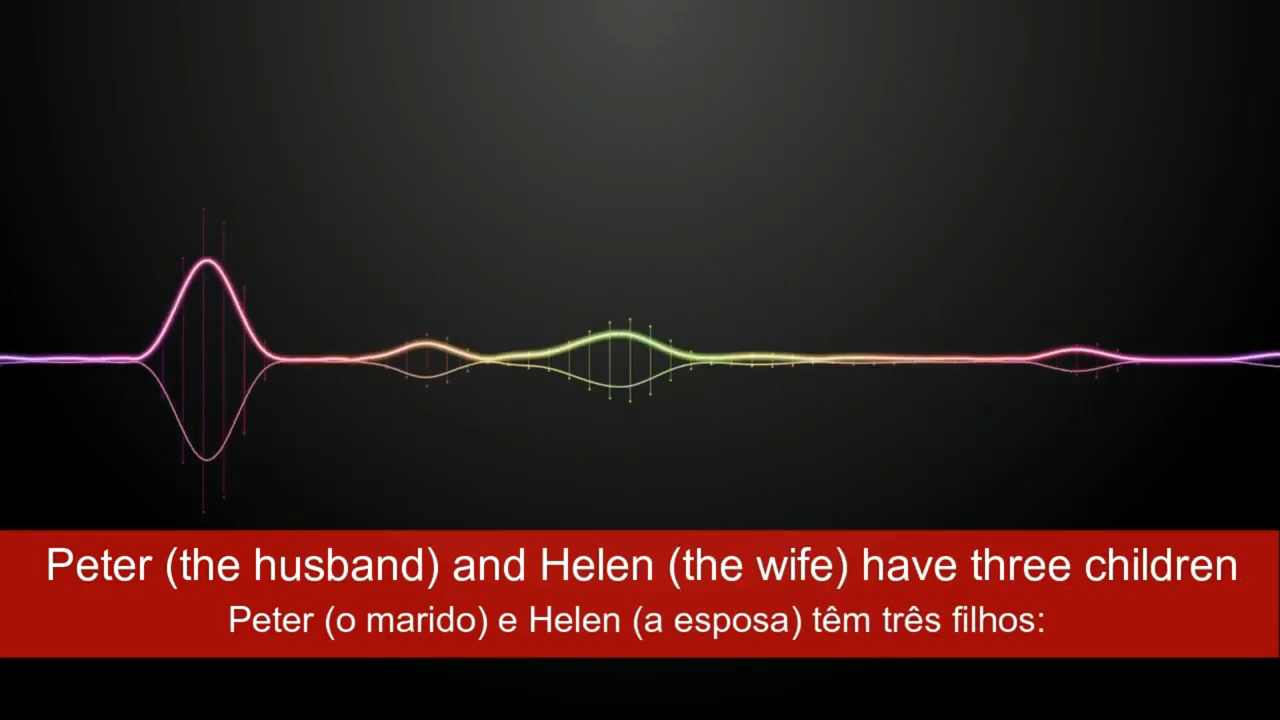 Peter (the husband) and Helen (the wife) have three children
Peter (o marido) e Helen (a esposa) têm três filhos: